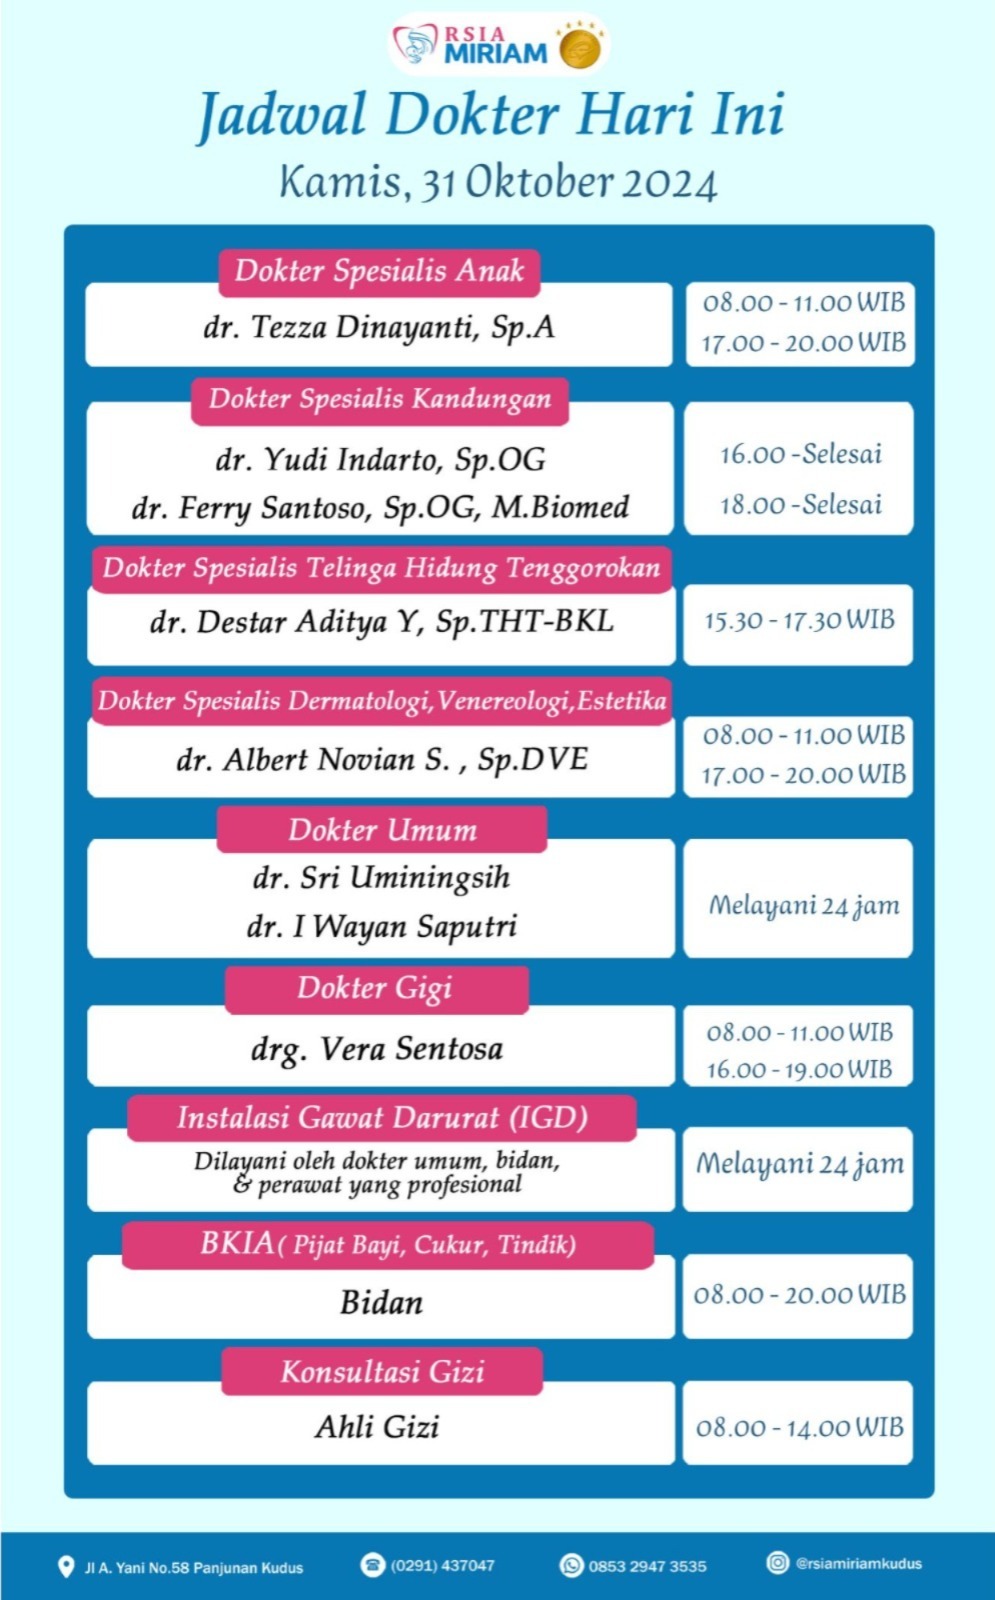 RSIA
MIRIAM
Jadwal Dokter Hari Ini
Kamis, 31 Oktober 2024
Dokter Spesialis Anak
dr. Tezza Dinayanti, Sp.A
08.00 - 11.00 WIB
17.00 - 20.00 WIB
Dokter Spesialis Kandungan
dr. Yudi Indarto, Sp.OG
16.00 -Selesai
dr. Ferry Santoso, Sp.OG, M.Biomed
18.00 -Selesai
Dokter Spesialis Telinga Hidung Tenggorokan
dr. Destar Aditya Y, Sp.THT-BKL
15.30 - 17.30 WIB
Dokter Spesialis Dermatologi,Venereologi,Estetika
dr. Albert Novian S. , Sp.DVE
08.00 - 11.00 WIB
17.00 - 20.00 WIB
Dokter Umum
dr. Sri Uminingsih
dr. I Wayan Saputri
Melayani 24 jam
Dokter Gigi
drg. Vera Sentosa
08.00 - 11.00 WIB
16.00 - 19.00 WIB
Instalasi Gawat Darurat (IGD)
Dilayani oleh dokter umum, bidan,
& perawat yang profesional
Melayani 24 jam
BKIA( Pijat Bayi, Cukur, Tindik)
Bidan
08.00 - 20.00 WIB
Konsultasi Gizi
Ahli Gizi
08.00 - 14.00 WIB
Jl A. Yani No.58 Panjunan Kudus
(0291) 437047
0853 2947 3535
@rsiamiriamkudus